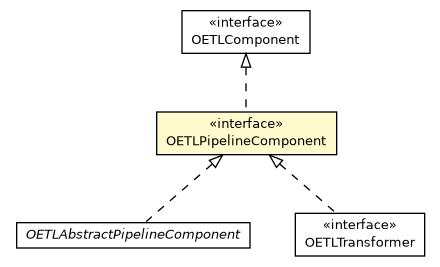 «interface»
OETLComponent
«interface»
OETLPipelineComponent
OETLAbstractPipelineComponent
«interface»
OETLTransformer